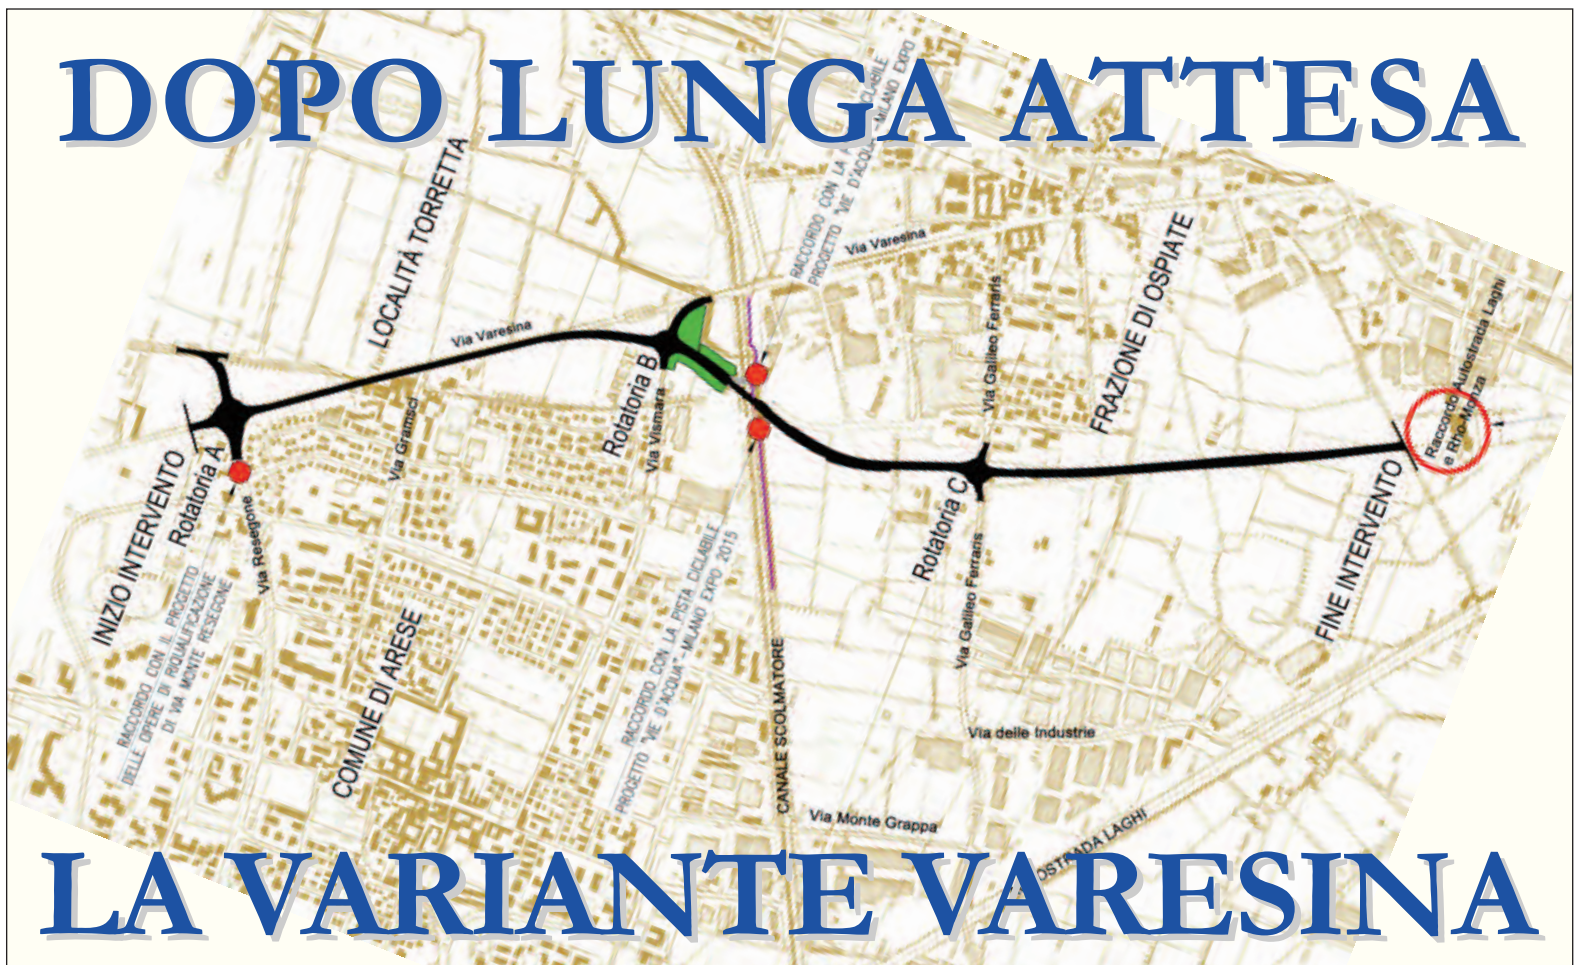 DOPO LUNGA ATTESA
LOCALITÀ TORRETTA
RACCORDO CON LA PISTA CICLABILE
PROGETTO "VIE D'ACQUA" - MILANO EXPO
Via Varesina
FRAZIONE DI OSPIATE
Via Varesina
Via Galileo Ferraris
Raccordo Autostrada Laghi
e Rho-Monza
Rotatoria B
Via Vismara
Via Gramsci
INIZIO INTERVENTO
Rotatoria A
Via Resegone
Rotatoria C
Via Galileo Ferraris
FINE INTERVENTO
RACCORDO CON IL PROGETTO
DELLE OPERE DI RIQUALIFICAZIONE
DI VIA MONTE RESEGONE
COMUNE DI ARESE
RACCORDO CON LA PISTA CICLABILE
PROGETTO "VIE D'ACQUA" - MILANO EXPO 2015
CANALE SCOLMATORE
Via delle Industrie
Via Monte Grappa
OSTRADA LAGHI
LA VARIANTE VARESINA